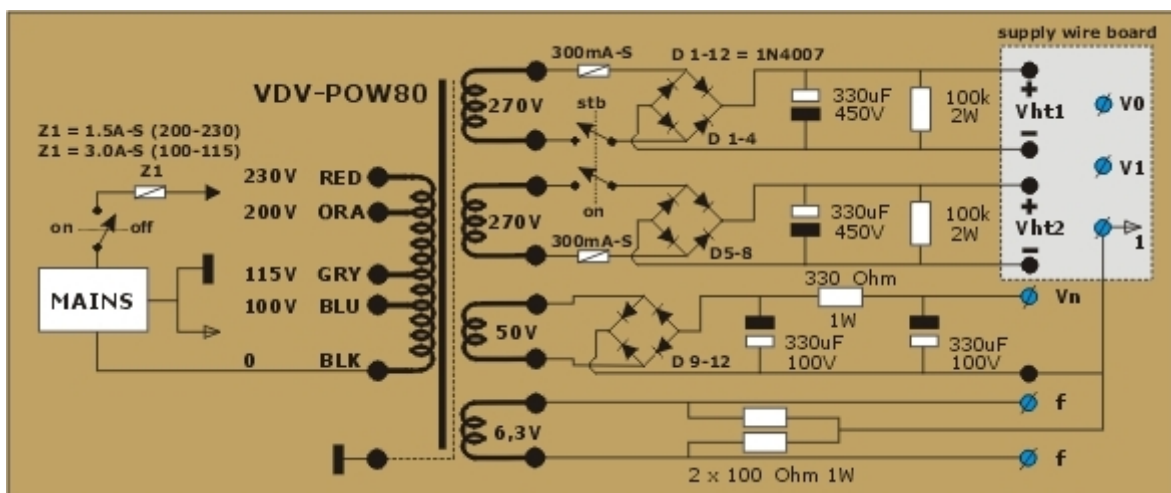 supply wire board
300mA-S
D 1-12 = 1N4007
VDV-POW80
270V
stb
330uF
450V
100k
2W
+
Vht1
-
V0
D 1-4
Z1 = 1.5A-S (200-230)
Z1 = 3.0A-S (100-115)
Z1
230V RED
200V ORA
on
off
115V GRY
100V BLU
0 BLK
MAINS
V1
270V
on
300mA-S
D5-8
330uF
450V
100k
2W
+
Vht2
-
1
330 Ohm
1W
Vn
50V
D 9-12
330uF
100V
330uF
100V
6,3V
f
f
2 x 100 Ohm 1W